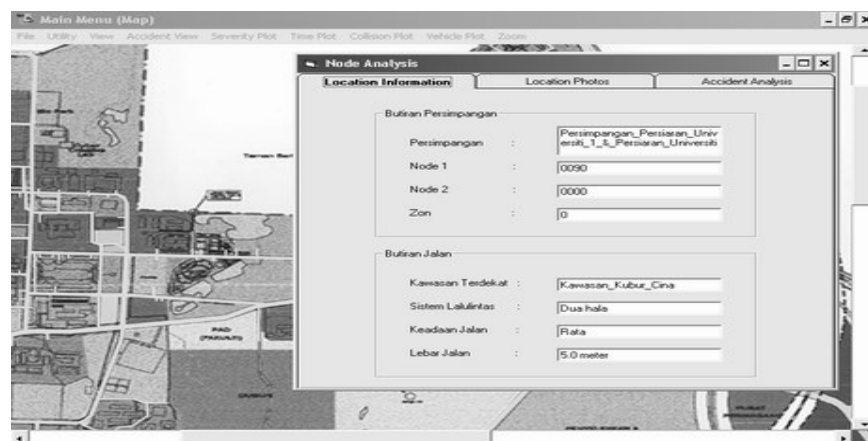 Main Menu (Map)
File Utility View Accident View Severity Plot Time Plot Collision Plot Vehicle Plot Zoom
Node Analysis
Location Information Location Photos Accident Analysis
Butiran Persimpangan
Persimpangan : Persimpangan_Persiaran_Univ
ersiti_1_&_Persiaran_Universiti
Node 1 : 0090
Node 2 : 0000
Zon : 0
Butiran Jalan
Kawasan Terdekat : Kawasan_Kubur_Cina
Sistem Lalulintas : Dua hala
Keadaan Jalan : Rata
Lebar Jalan : 5.0 meter